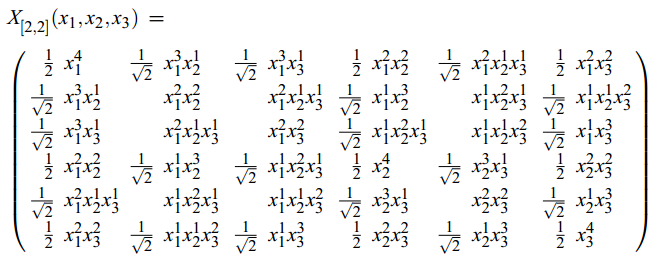 X_{[2,2]}(x_1,x_2,x_3) =
1/2 x_1^4 1/√2 x_1^3x_2^1 1/√2 x_1^3x_3^1 1/2 x_1^2x_2^2 1/√2 x_1^2x_2^1x_3^1 1/2 x_1^2x_3^2
1/√2 x_1^3x_2^1 x_1^2x_2^2 x_1^2x_2^1x_3^1 1/√2 x_1^1x_2^3 x_1^1x_2^2x_3^1 1/√2 x_1^1x_2^1x_3^2
1/√2 x_1^3x_3^1 x_1^2x_2^1x_3^1 x_1^2x_3^2 1/√2 x_1^1x_2^2x_3^1 x_1^1x_2^1x_3^2 1/√2 x_1^1x_3^3
1/2 x_1^2x_2^2 1/√2 x_1^1x_2^3 1/√2 x_1^1x_2^2x_3^1 1/2 x_2^4 1/√2 x_2^3x_3^1 1/2 x_2^2x_3^2
1/√2 x_1^2x_2^1x_3^1 x_1^1x_2^2x_3^1 x_1^1x_2^1x_3^2 1/√2 x_2^3x_3^1 x_2^2x_3^2 1/√2 x_2^1x_3^3
1/2 x_1^2x_3^2 1/√2 x_1^1x_2^1x_3^2 1/√2 x_1^1x_3^3 1/2 x_2^2x_3^2 1/√2 x_2^1x_3^3 1/2 x_3^4